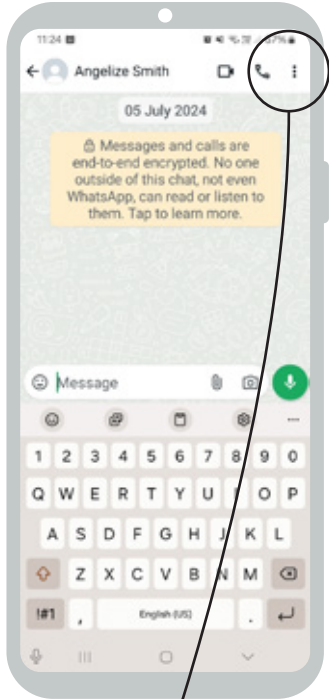 11:24
Angelize Smith
05 July 2024
Messages and calls are
end-to-end encrypted. No one
outside of this chat, not even
WhatsApp, can read or listen to
them. Tap to learn more.
Message
1 2 3 4 5 6 7 8 9 0
Q W E R T Y U O P
A S D F G H J K L
Z X C V B N M
!#1 , English (US) .